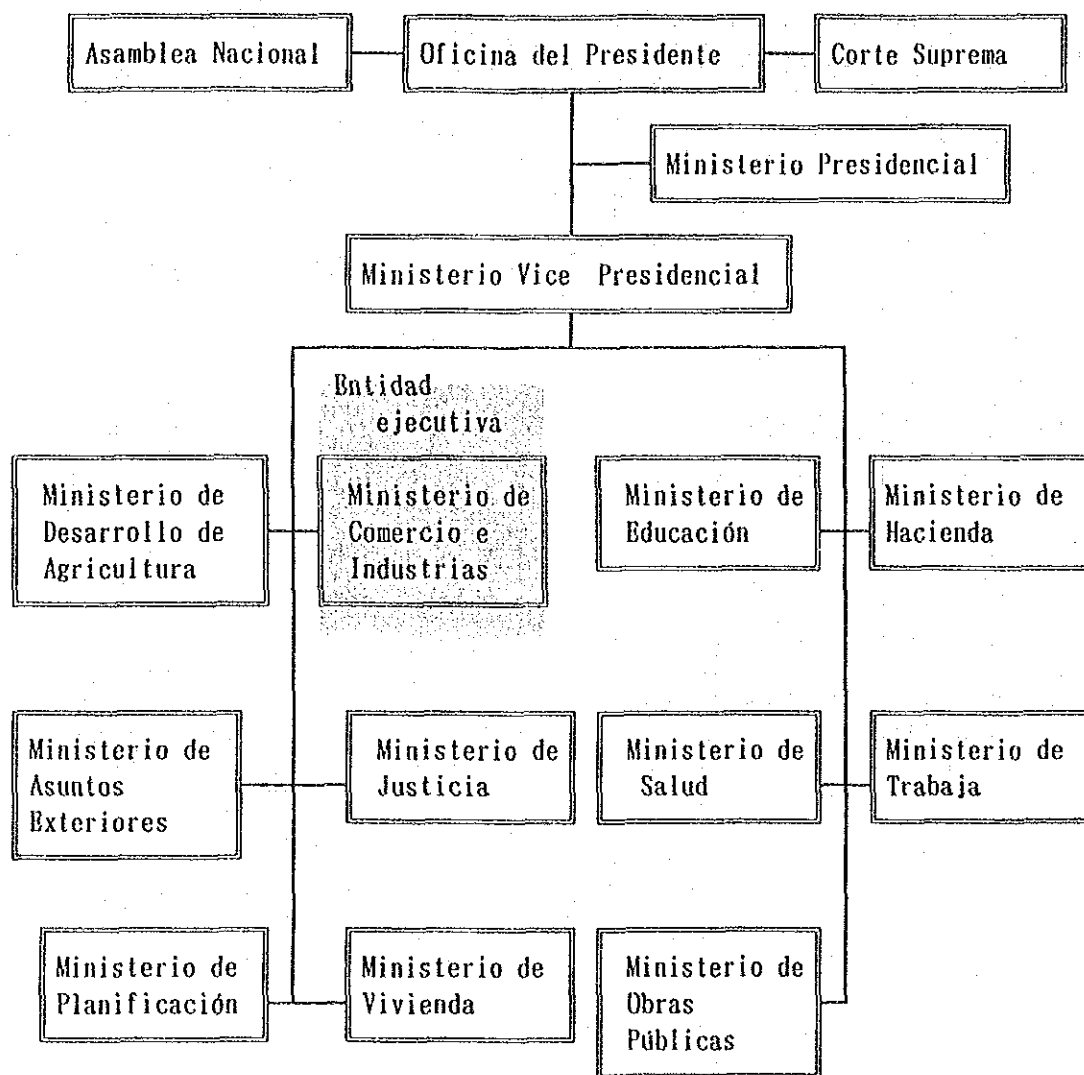 Asamblea Nacional
Oficina del Presidente
Corte Suprema
Ministerio Presidencial
Ministerio Vice Presidencial
Entidad
ejecutiva
Ministerio de
Desarrollo de
Agricultura
Ministerio de
Comercio e
Industrias
Ministerio de
Educación
Ministerio de
Hacienda
Ministerio de
Asuntos
Exteriores
Ministerio de
Justicia
Ministerio de
Salud
Ministerio de
Trabaja
Ministerio de
Planificación
Ministerio de
Vivienda
Ministerio de
Obras
Públicas